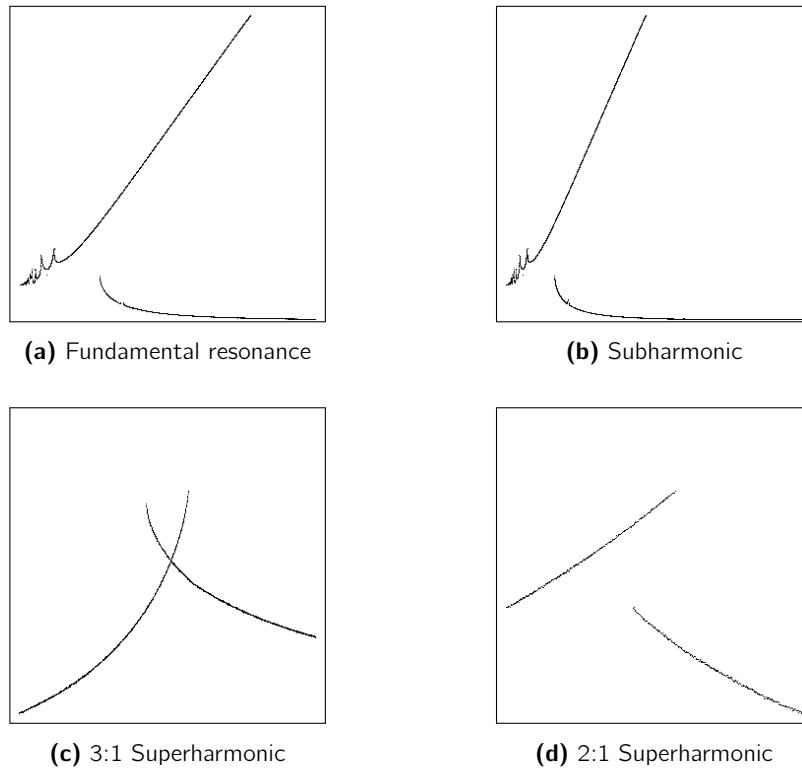 (a) Fundamental resonance
(b) Subharmonic
(c) 3:1 Superharmonic
(d) 2:1 Superharmonic